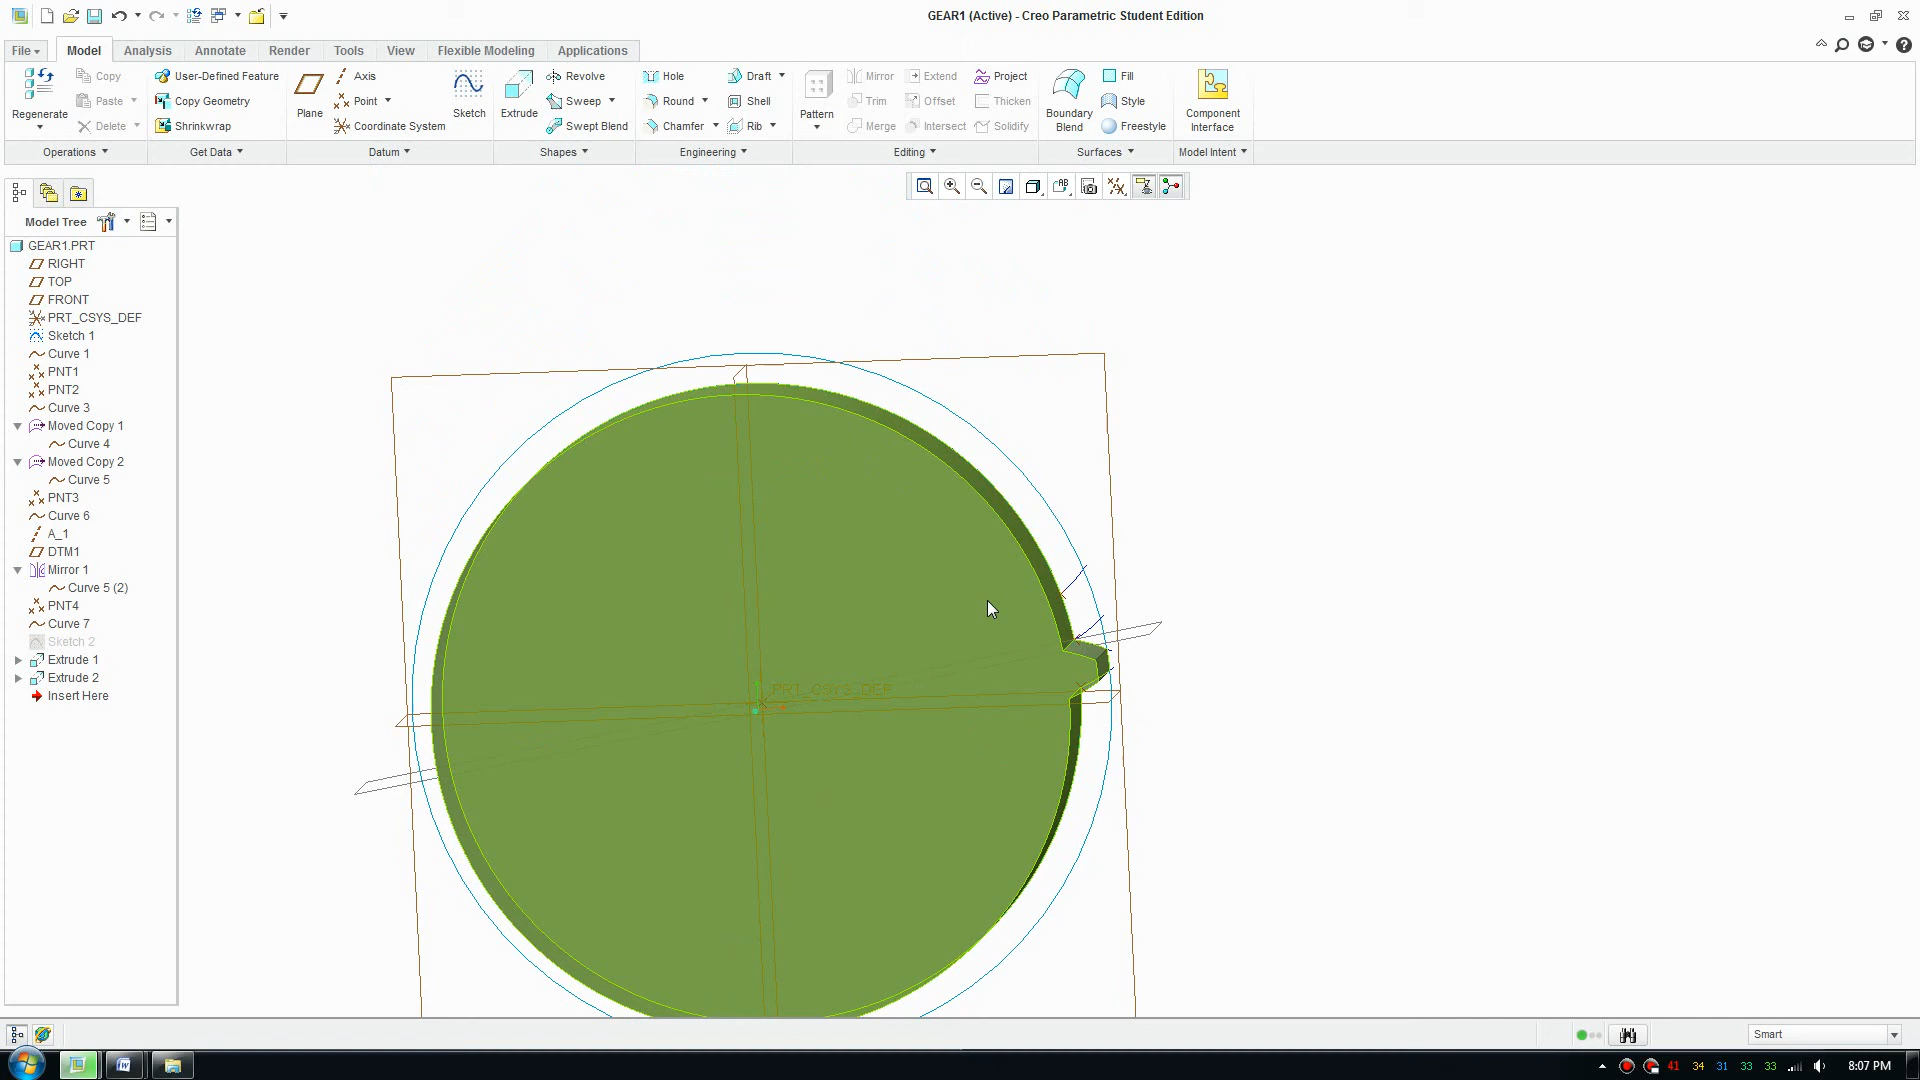 GEAR1 (Active) - Creo Parametric Student Edition
File Model Analysis Annotate Render Tools View Flexible Modeling Applications
Regenerate
Copy
Paste
Delete
Operations
User-Defined Feature
Copy Geometry
Shrinkwrap
Get Data
Plane
Axis
Point
Coordinate System
Sketch
Datum
Extrude
Revolve
Sweep
Swept Blend
Shapes
Hole
Round
Chamfer
Draft
Shell
Rib
Engineering
Pattern
Mirror
Trim
Merge
Extend
Offset
Intersect
Project
Thicken
Solidify
Editing
Boundary
Blend
Fill
Style
Freestyle
Surfaces
Component
Interface
Model Intent
Model Tree
GEAR1.PRT
RIGHT
TOP
FRONT
PRT_CSYS_DEF
Sketch 1
Curve 1
PNT1
PNT2
Curve 3
Moved Copy 1
Curve 4
Moved Copy 2
Curve 5
PNT3
Curve 6
A_1
DTM1
Mirror 1
Curve 5 (2)
PNT4
Curve 7
Sketch 2
Extrude 1
Extrude 2
Insert Here
PRT_CSYS_DEF
Smart
41 34 31 33 33
8:07 PM